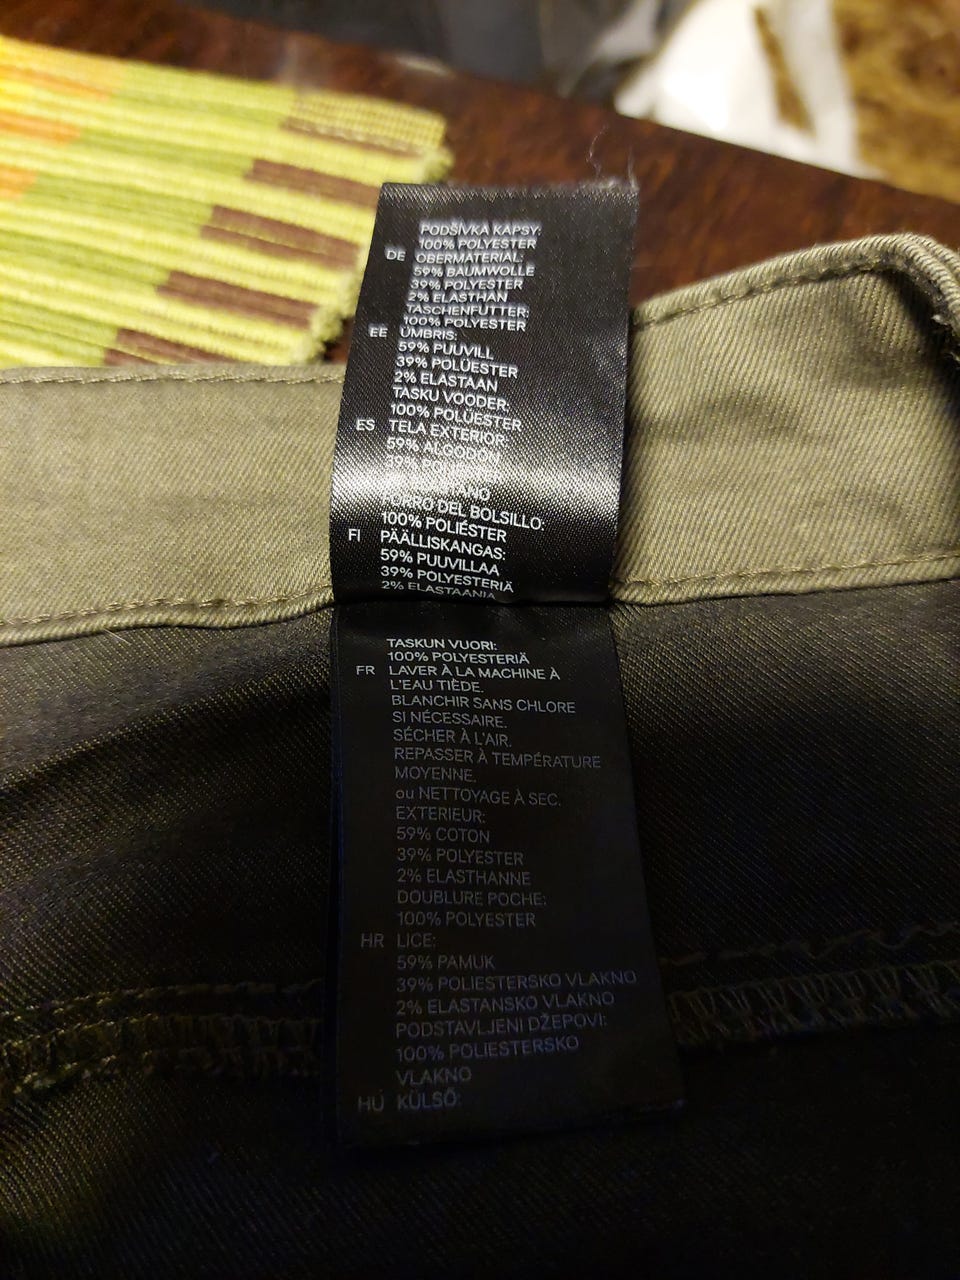 PODŠÍVKA KAPSY:
100% POLYESTER
DE OBERMATERIAL:
59% BAUMWOLLE
39% POLYESTER
2% ELASTHAN
TASCHENFUTTER:
100% POLYESTER
EE ÜMBRIS:
59% PUUVILL
39% POLÜESTER
2% ELASTAAN
TASKU VOODER:
100% POLÜESTER
ES TELA EXTERIOR:
59% ALGODÓN
39%
FORRO DEL BOLSILLO:
100% POLIÉSTER
FI PÄÄLLISKANGAS:
59% PUUVILLAA
39% POLYESTERIÄ
2% ELASTAANIA
TASKUN VUORI:
100% POLYESTERIÄ
FR LAVER À LA MACHINE À
L'EAU TIÈDE.
BLANCHIR SANS CHLORE
SI NÉCESSAIRE.
SÉCHER À L'AIR.
REPASSER À TEMPÉRATURE
MOYENNE.
ou NETTOYAGE À SEC.
EXTERIEUR:
59% COTON
39% POLYESTER
2% ELASTHANNE
DOUBLURE POCHE:
100% POLYESTER
HR LICE:
59% PAMUK
39% POLIESTERSKO VLAKNO
2% ELASTANSKO VLAKNO
PODSTAVLJENI DŽEPOVI:
100% POLIESTERSKO
VLAKNO
HU KÜLSŐ: